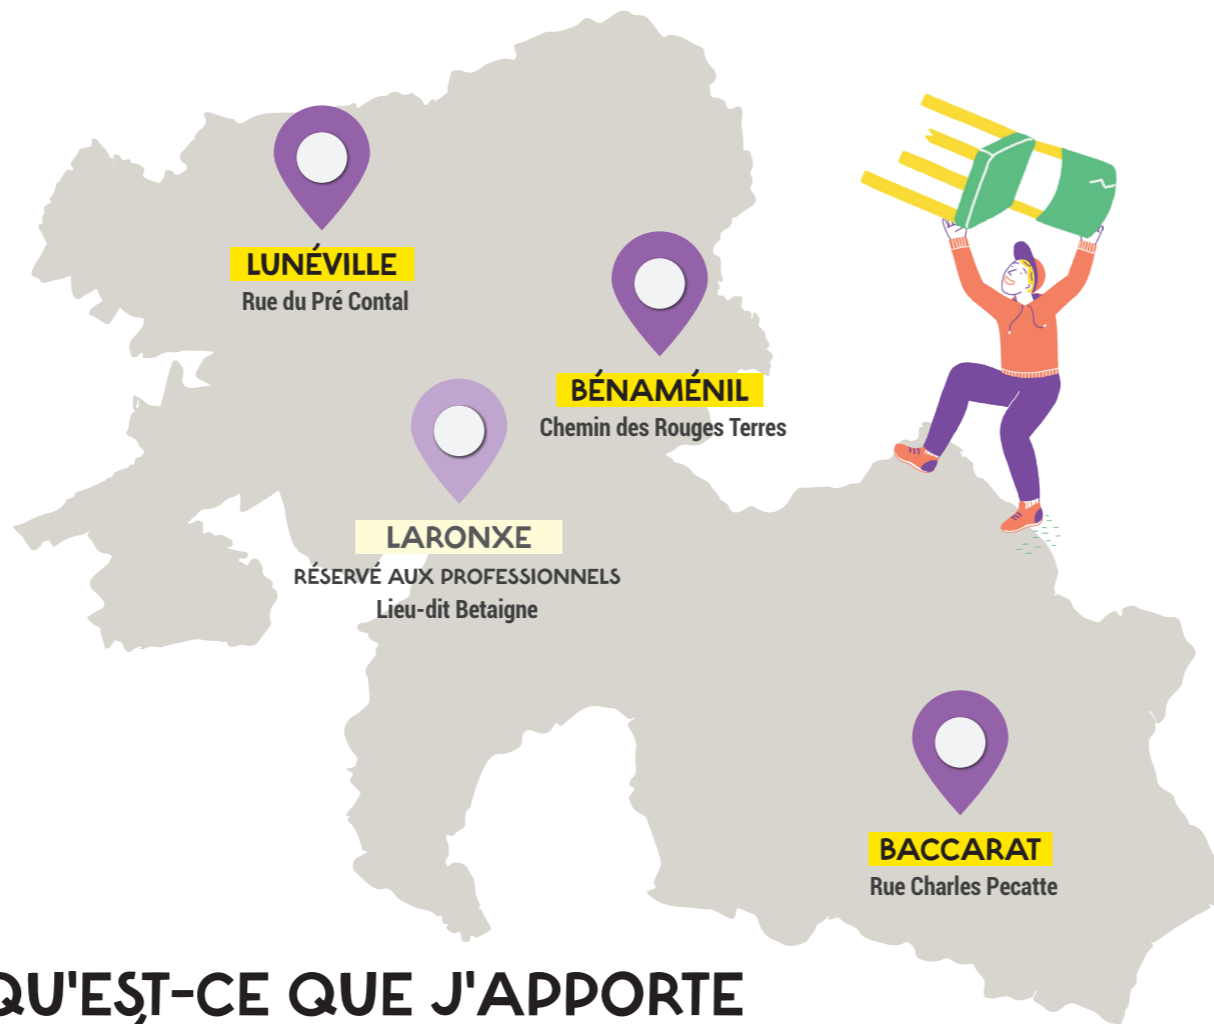 LUNÉVILLE
Rue du Pré Contal
BÉNAMÉNIL
Chemin des Rouges Terres
LARONXE
RÉSERVÉ AUX PROFESSIONNELS
Lieu-dit Betaigne
BACCARAT
Rue Charles Pecatte
QU'EST-CE QUE J'APPORTE